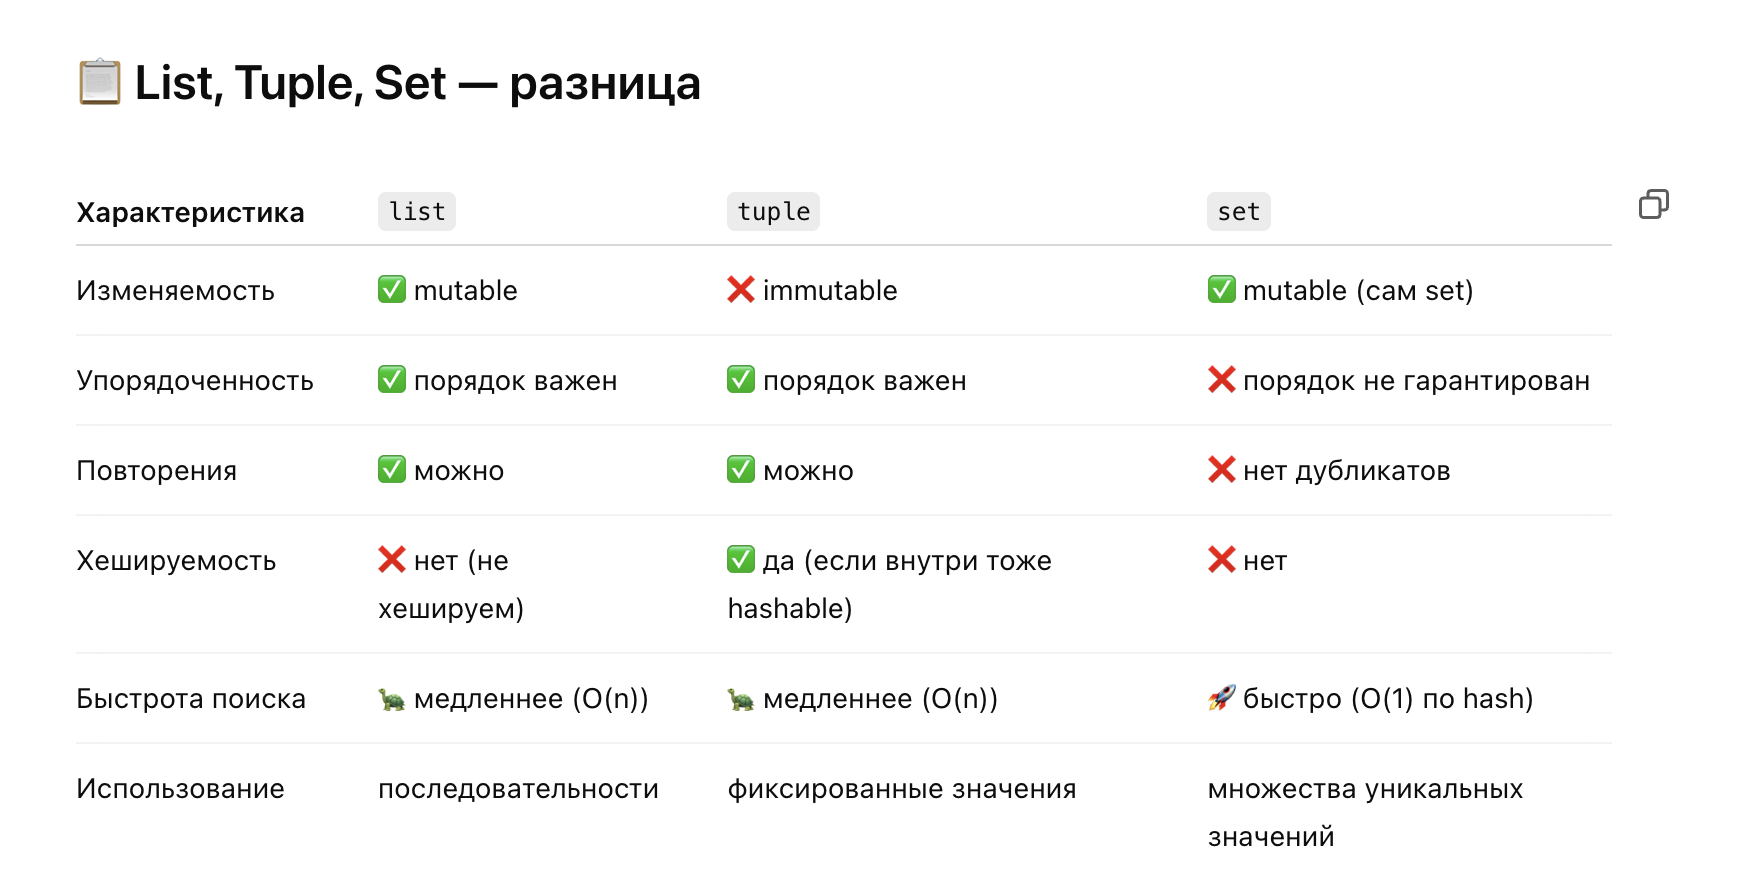 📋 List, Tuple, Set — разница
Характеристика list tuple set
Изменяемость ✅ mutable ❌ immutable ✅ mutable (сам set)
Упорядоченность ✅ порядок важен ✅ порядок важен ❌ порядок не гарантирован
Повторения ✅ можно ✅ можно ❌ нет дубликатов
Хешируемость ❌ нет (не ✅ да (если внутри тоже ❌ нет
хешируем) hashable)
Быстрота поиска 🐢 медленнее (O(n)) 🐢 медленнее (O(n)) 🚀 быстро (O(1) по hash)
Использование последовательности фиксированные значения множества уникальных
значений